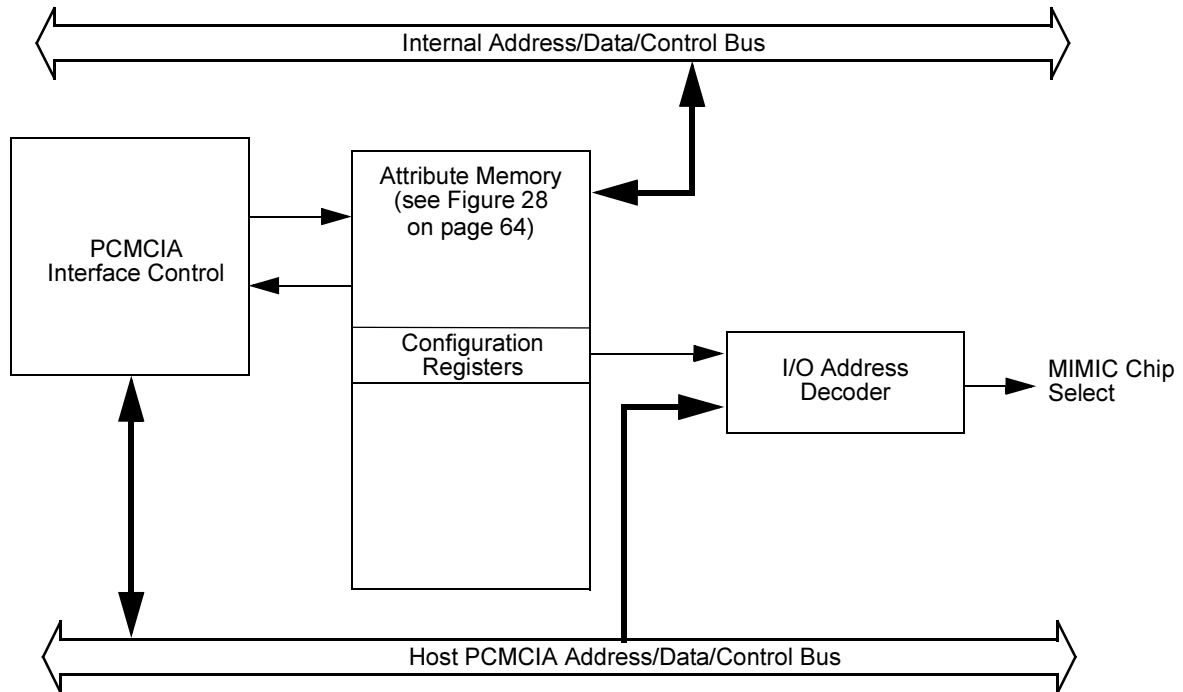 Internal Address/Data/Control Bus
Attribute Memory
(see Figure 28
on page 64)
PCMCIA
Interface Control
Configuration
Registers
I/O Address
Decoder
MIMIC Chip
Select
Host PCMCIA Address/Data/Control Bus